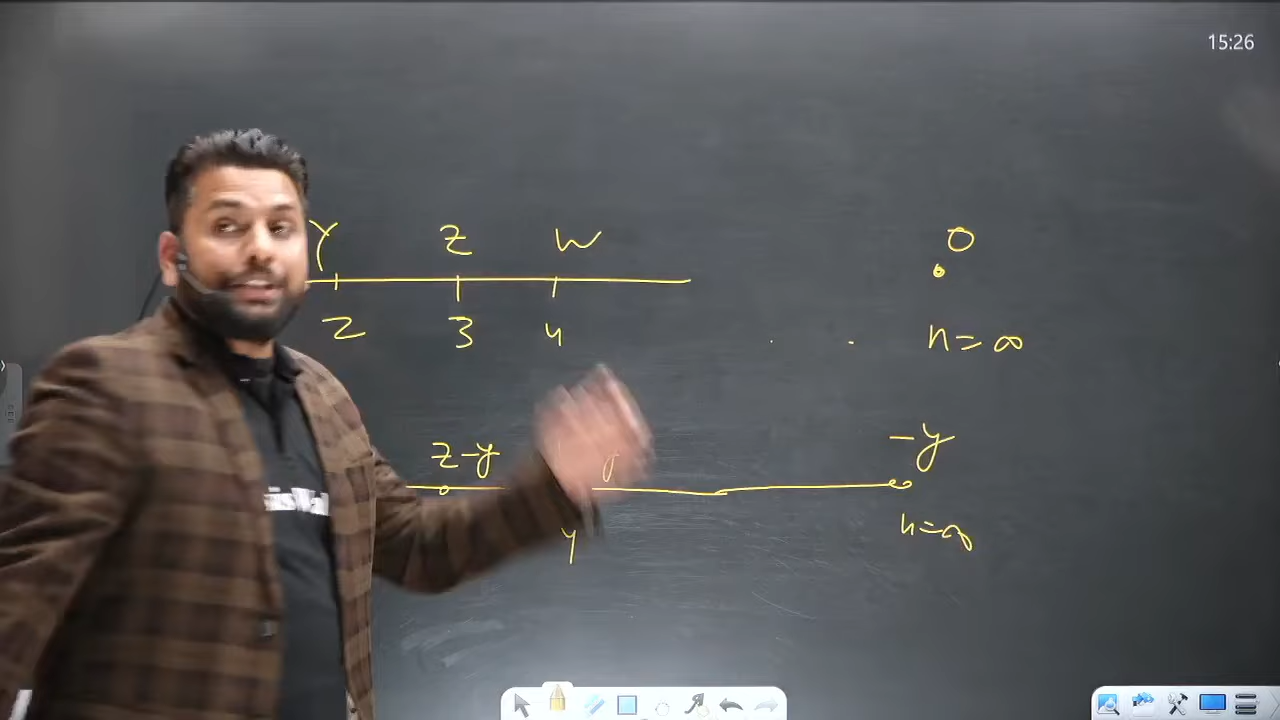 15:26
Y Z W O
2 3 4 . . n = ∞
z-y -y
y n=∞